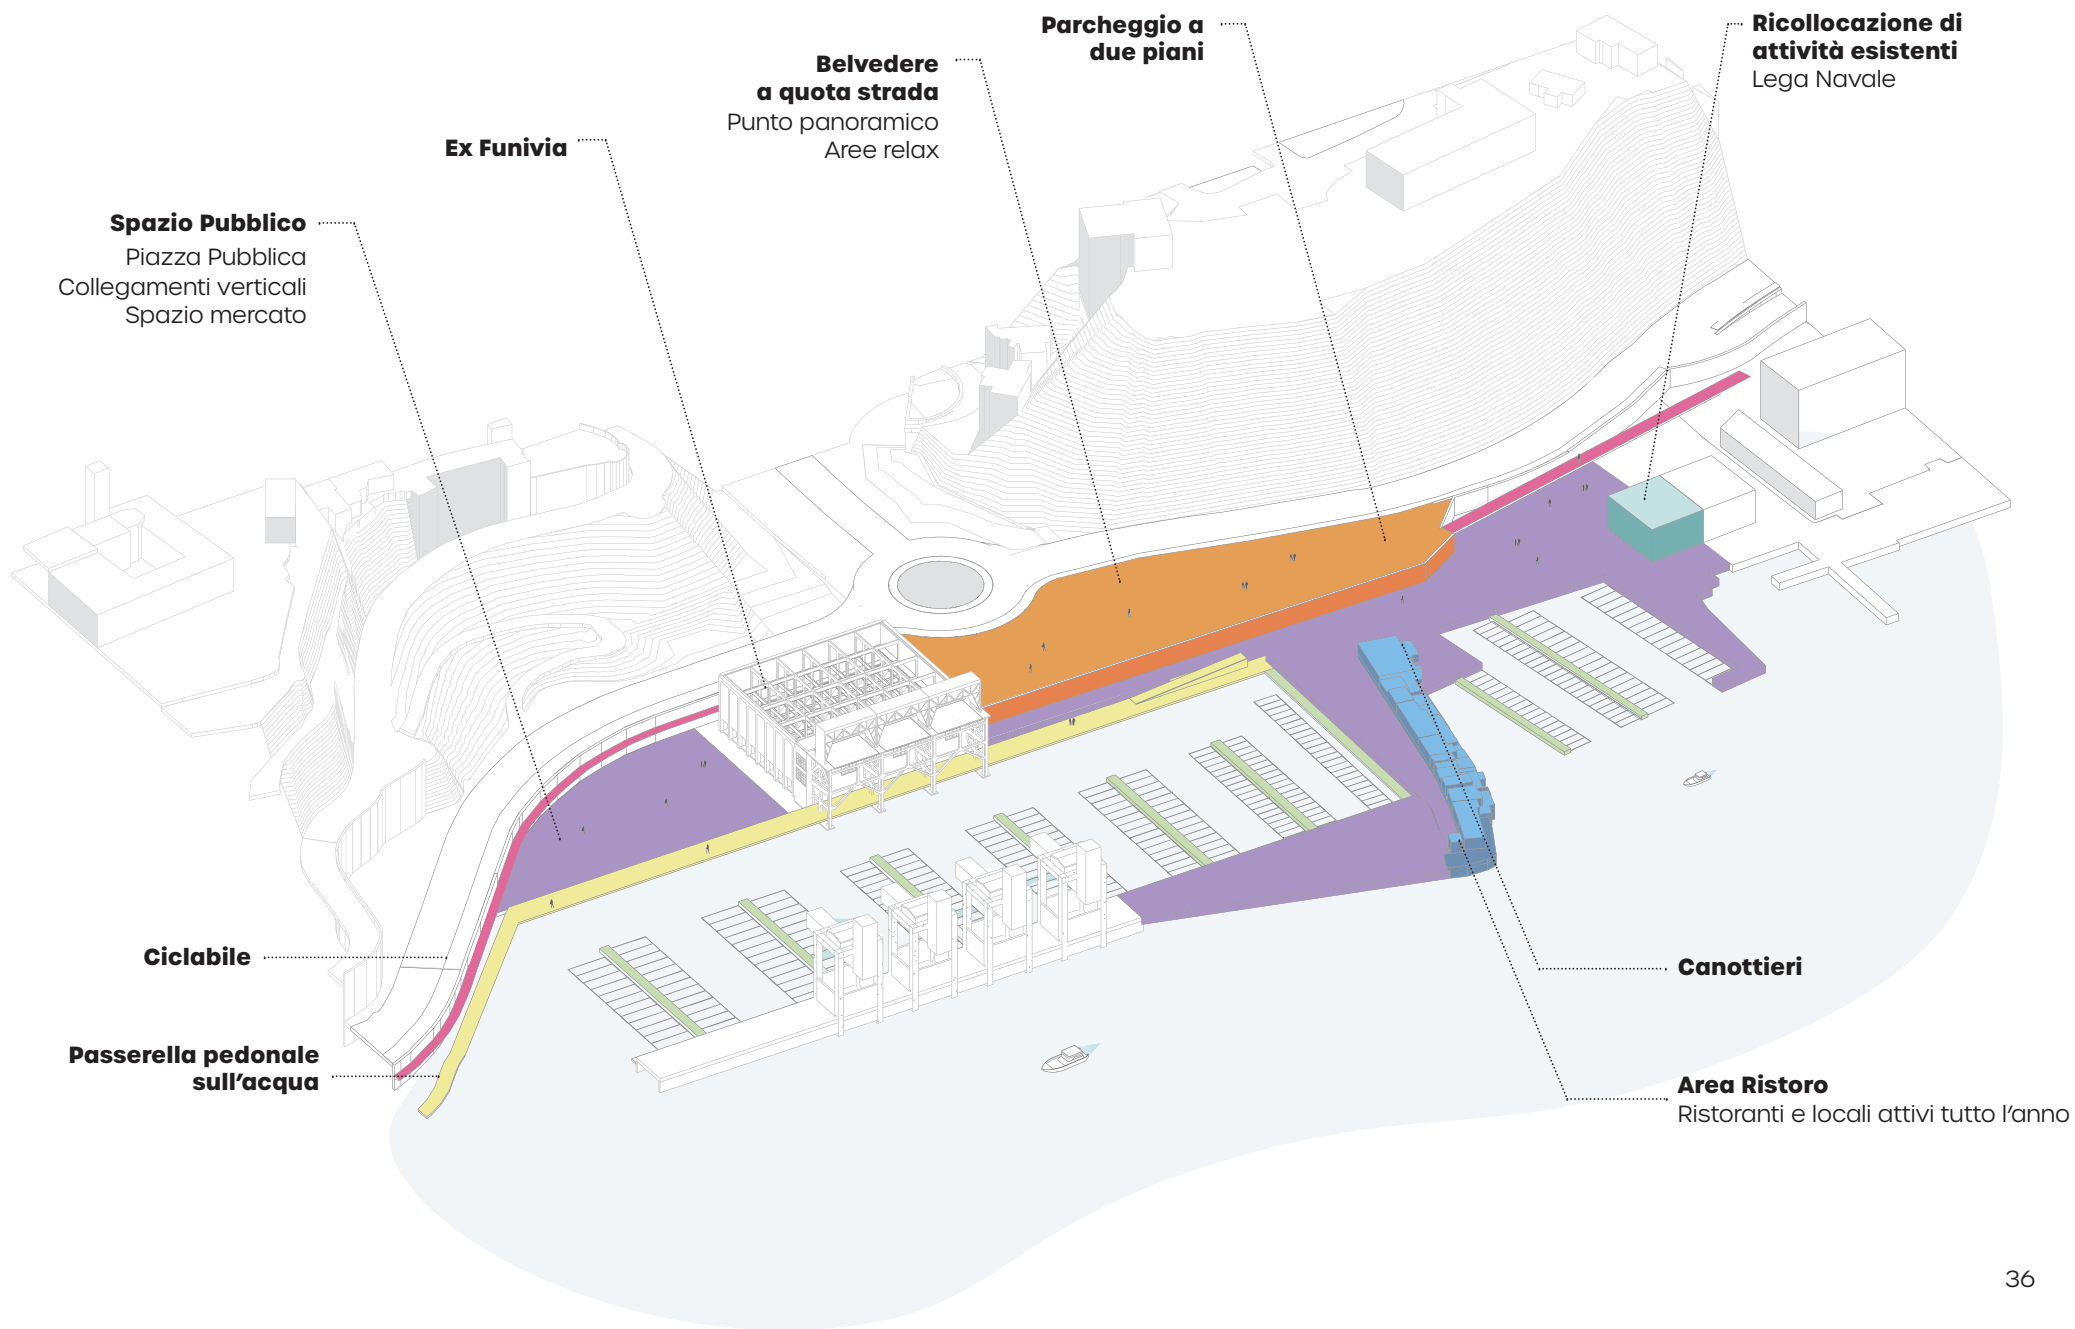 Parcheggio a
due piani
Ricollocazione di
attività esistenti
Lega Navale
Belvedere
a quota strada
Punto panoramico
Aree relax
Ex Funivia
Spazio Pubblico
Piazza Pubblica
Collegamenti verticali
Spazio mercato
Ciclabile
Canottieri
Passerella pedonale
sull’acqua
Area Ristoro
Ristoranti e locali attivi tutto l’anno
36